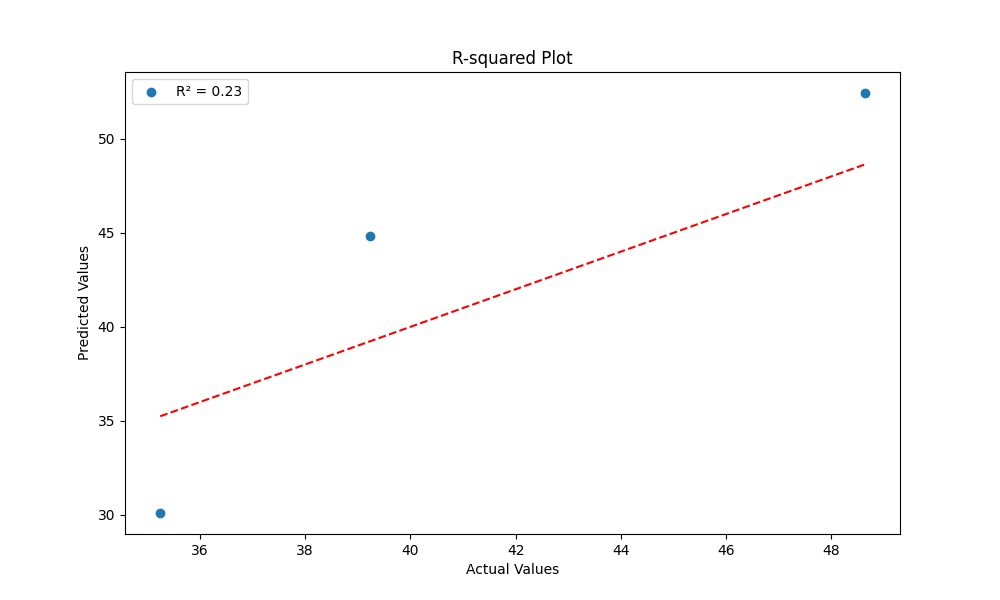 R-squared Plot
R² = 0.23
50
45
40
35
30
Predicted Values
36 38 40 42 44 46 48
Actual Values